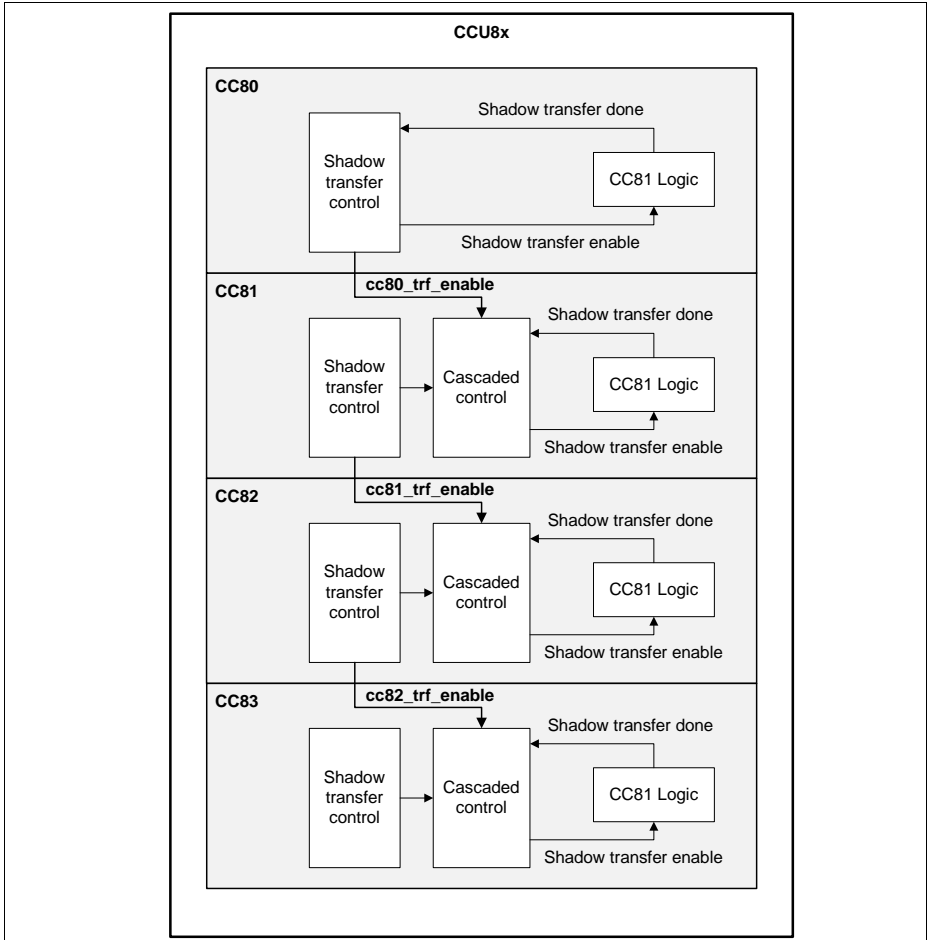 CCU8x
CC80
Shadow transfer done
Shadow
transfer
control
CC81 Logic
Shadow transfer enable
CC81
cc80_trf_enable
Shadow transfer done
Shadow
transfer
control
Cascaded
control
CC81 Logic
Shadow transfer enable
CC82
cc81_trf_enable
Shadow transfer done
Shadow
transfer
control
Cascaded
control
CC81 Logic
Shadow transfer enable
CC83
cc82_trf_enable
Shadow transfer done
Shadow
transfer
control
Cascaded
control
CC81 Logic
Shadow transfer enable